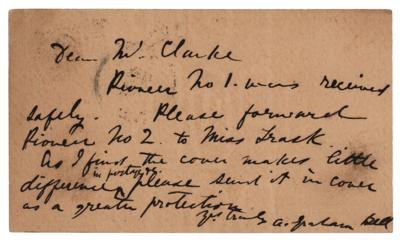 Dear Mr. Clarke
Pioneer No 1. was received
safely. Please forward
Pioneer No 2. to Miss Trask.
As I find the cover makes little
in postage
difference, please send it in cover
as a greater protection.
Yrs truly A. Graham Bell